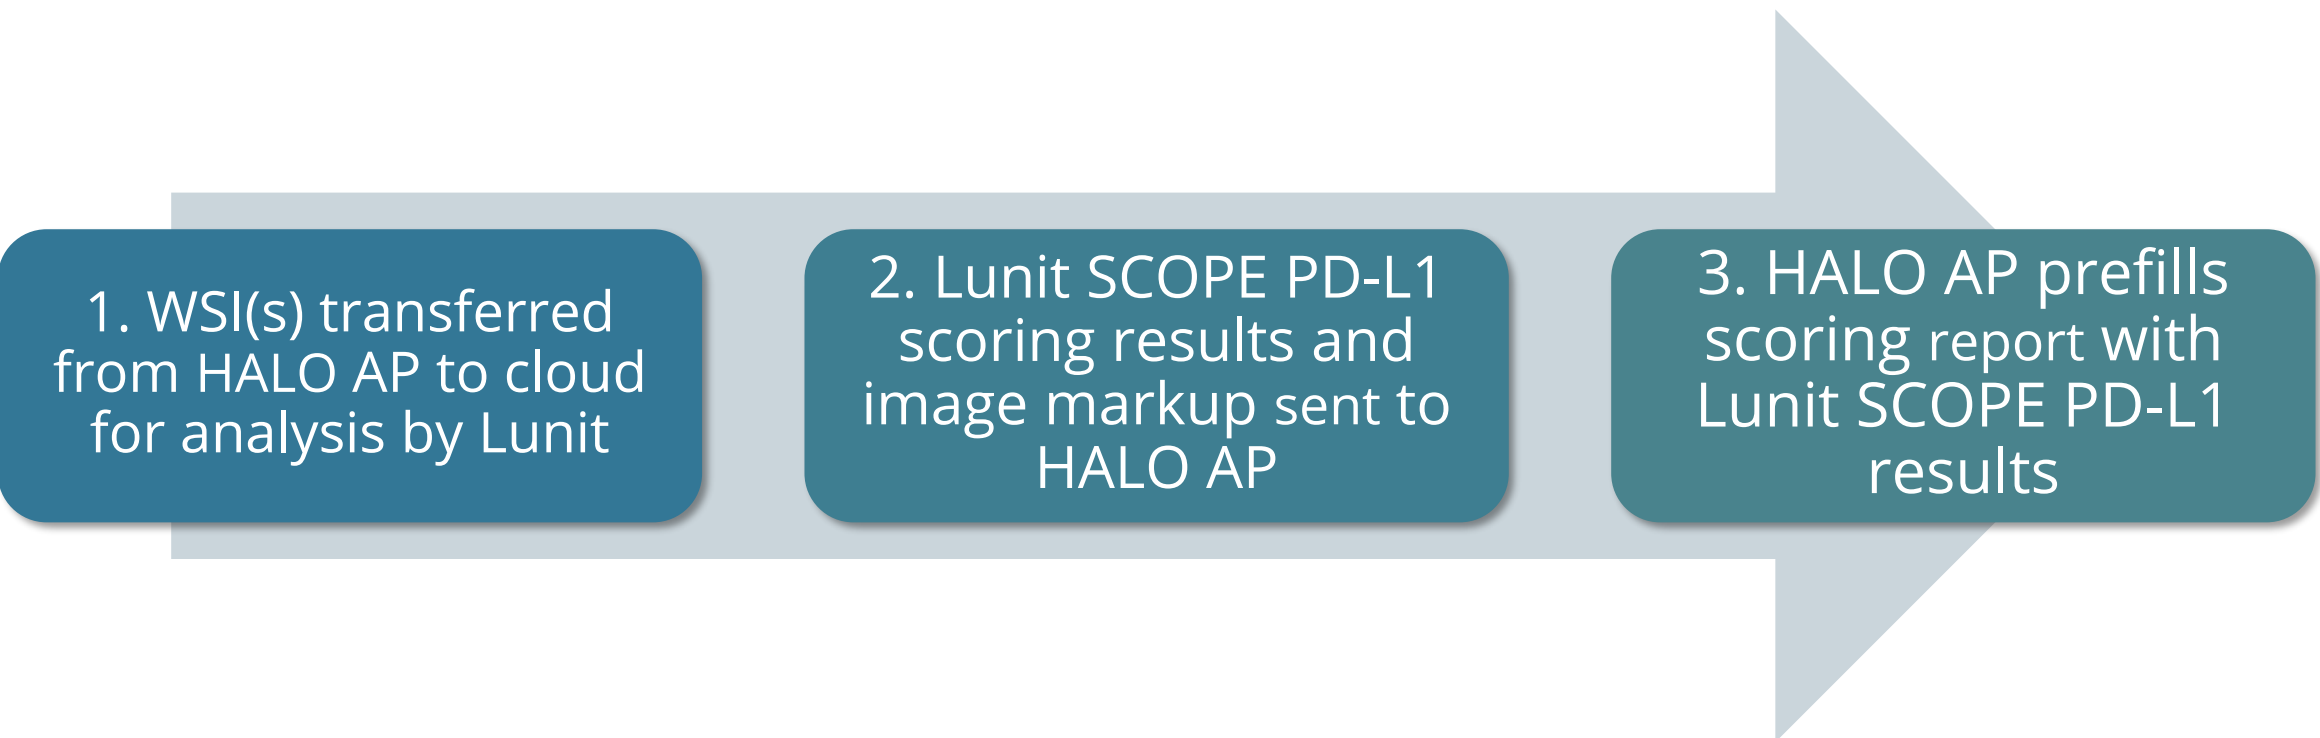 1. WSI(s) transferred
from HALO AP to cloud
for analysis by Lunit
2. Lunit SCOPE PD-L1
scoring results and
image markup sent to
HALO AP
3. HALO AP prefills
scoring report with
Lunit SCOPE PD-L1
results